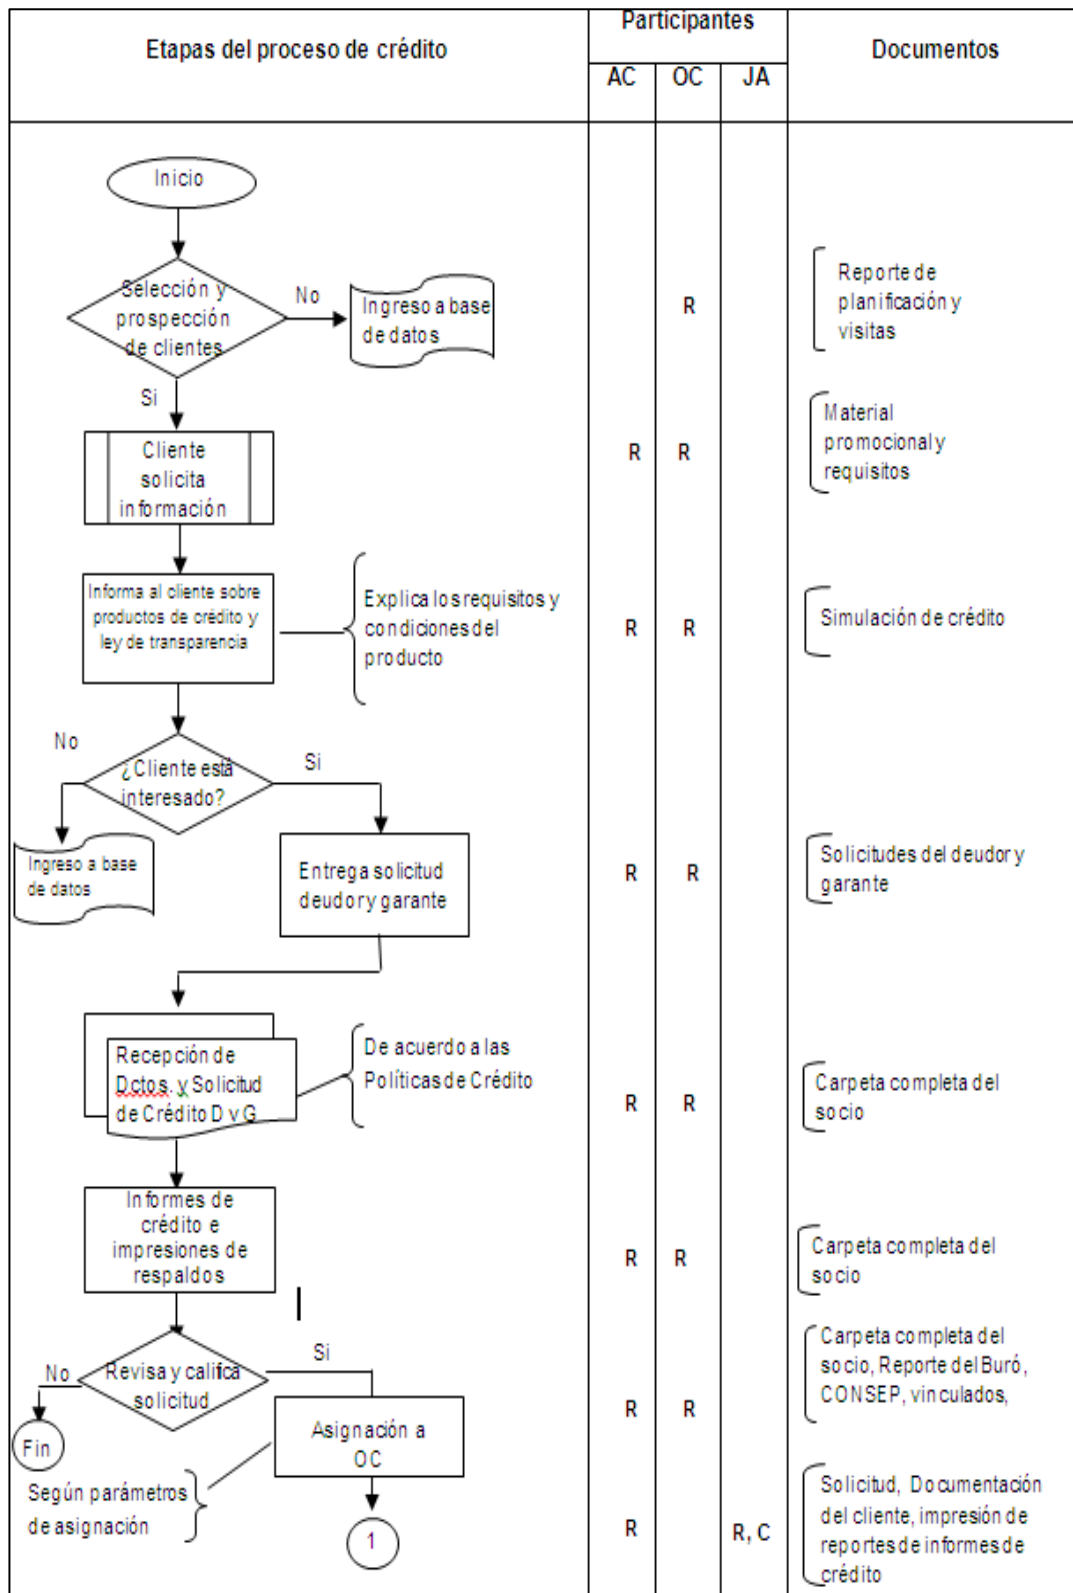 Etapas del proceso de crédito
Participantes
Documentos
AC
OC
JA
Inicio
Selección y
prospección
de clientes
No
Ingreso a base
de datos
R
Reporte de
planificación y
visitas
Si
Cliente
solicita
información
R
R
Material
promocional y
requisitos
Informa al cliente sobre
productos de crédito y
ley de transparencia
Explica los requisitos y
condiciones del
producto
R
R
Simulación de crédito
No
¿Cliente está
interesado?
Si
Ingreso a base
de datos
Entrega solicitud
deudor y garante
R
R
Solicitudes del deudor y
garante
Recepción de
Dctos. y Solicitud
de Crédito D y G
De acuerdo a las
Políticas de Crédito
R
R
Carpeta completa del
socio
Informes de
crédito e
impresiones de
respaldos
R
R
Carpeta completa del
socio
No
Revisa y califica
solicitud
Si
Fin
R
R
Carpeta completa del
socio, Reporte del Buró,
CONSEP, vinculados,
Asignación a
OC
Según parámetros
de asignación
1
R
R, C
Solicitud, Documentación
del cliente, impresión de
reportes de informes de
crédito